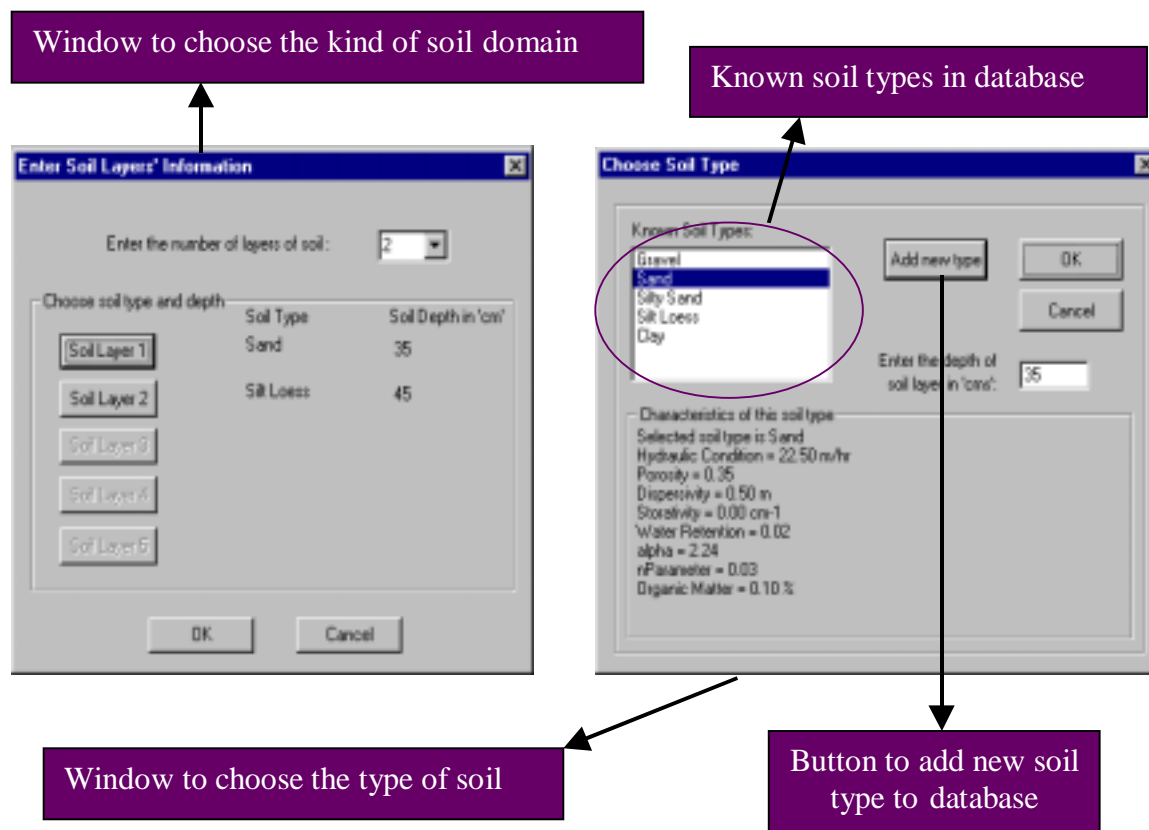 Window to choose the kind of soil domain
Known soil types in database
Enter Soil Layers' Information
Enter the number of layers of soil :
2
Choose soil type and depth
Soil Type
Soil Depth in 'cm'
Soil Layer 1
Sand
35
Soil Layer 2
Silt Loess
45
Soil Layer 3
Soil Layer 4
Soil Layer 5
OK
Cancel
Choose Soil Type
Known Soil Types:
Gravel
Sand
Silty Sand
Silt Loess
Clay
Add new type
OK
Cancel
Enter the depth of
soil layer in 'cms':
35
Characteristics of this soil type
Selected soil type is Sand
Hydraulic Condition = 22.50 m/hr
Porosity = 0.35
Dispersivity = 0.50 m
Storativity = 0.00 cm-1
Water Retention = 0.02
alpha = 2.24
nParameter = 0.03
Organic Matter = 0.10 %
Window to choose the type of soil
Button to add new soil
type to database